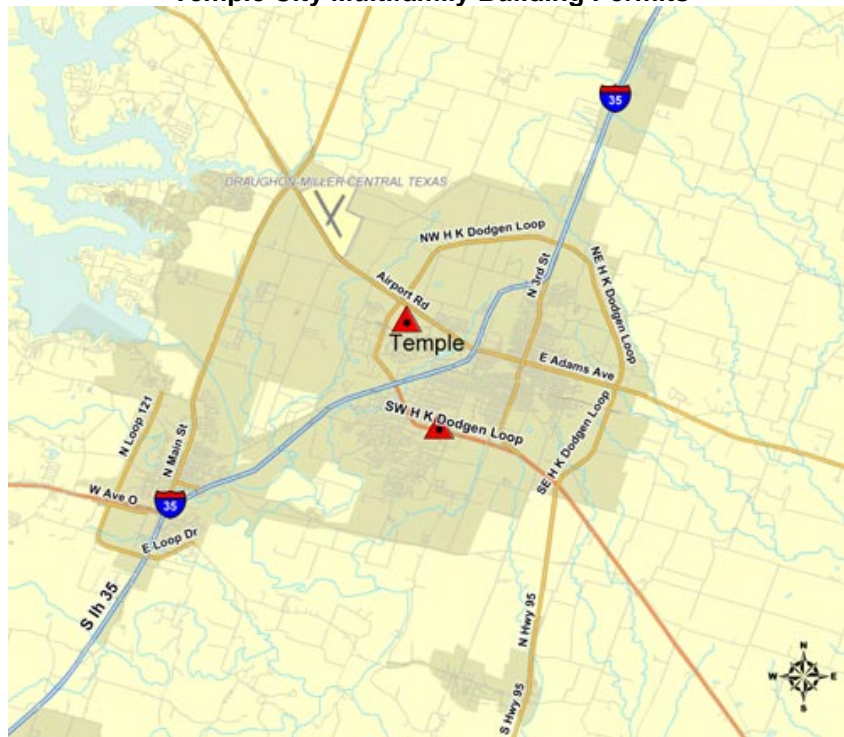 Temple City Multifamily Building Permits
35
DRAUGHON-MILLER CENTRAL TEXAS
NW H K Dodgen Loop
NE H K Dodgen Loop
N 3rd St
Airport Rd
Temple
E Adams Ave
SW H K Dodgen Loop
SE H K Dodgen Loop
N Loop 121
N Main St
W Ave O
35
E Loop Dr
S Ih 35
N Hwy 95
S Hwy 95
N
W
E
S